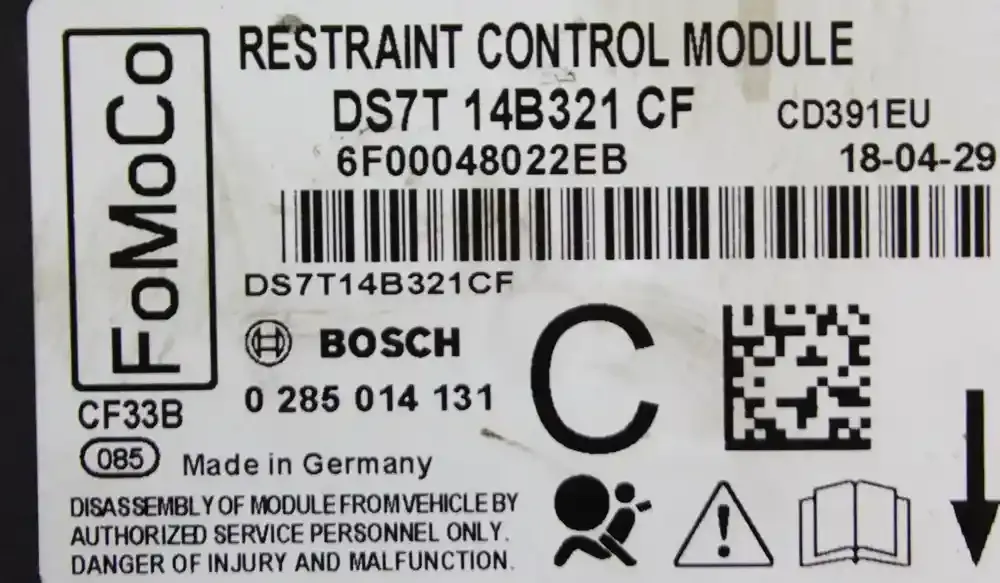 FoMoCo
RESTRAINT CONTROL MODULE
DS7T 14B321 CF
CD391EU
6F00048022EB
18-04-29
DS7T14B321CF
BOSCH
C
0 285 014 131
CF33B
085
Made in Germany
DISASSEMBLY OF MODULE FROM VEHICLE BY
AUTHORIZED SERVICE PERSONNEL ONLY.
DANGER OF INJURY AND MALFUNCTION.